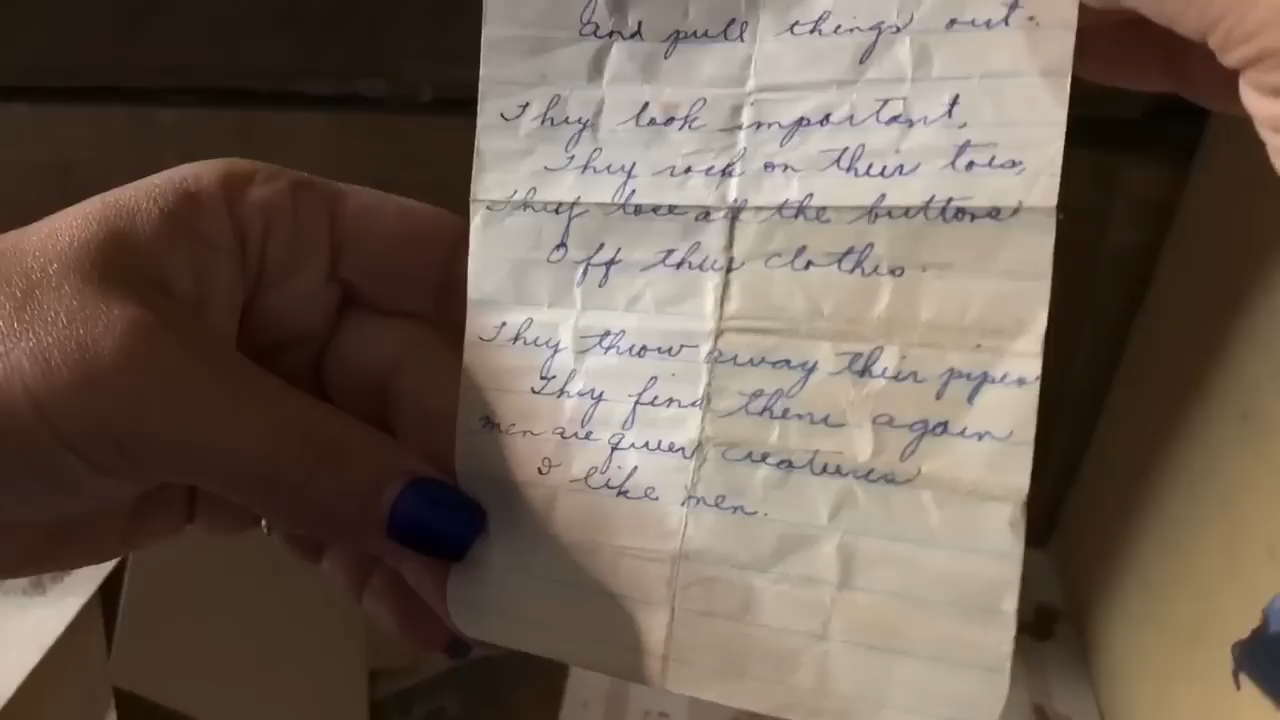 And pull things out.
They look important,
They rock on their toes,
They lose all the buttons
Off their clothes.
They throw away their pipes
They find them again
Men are queer creatures
I like men.